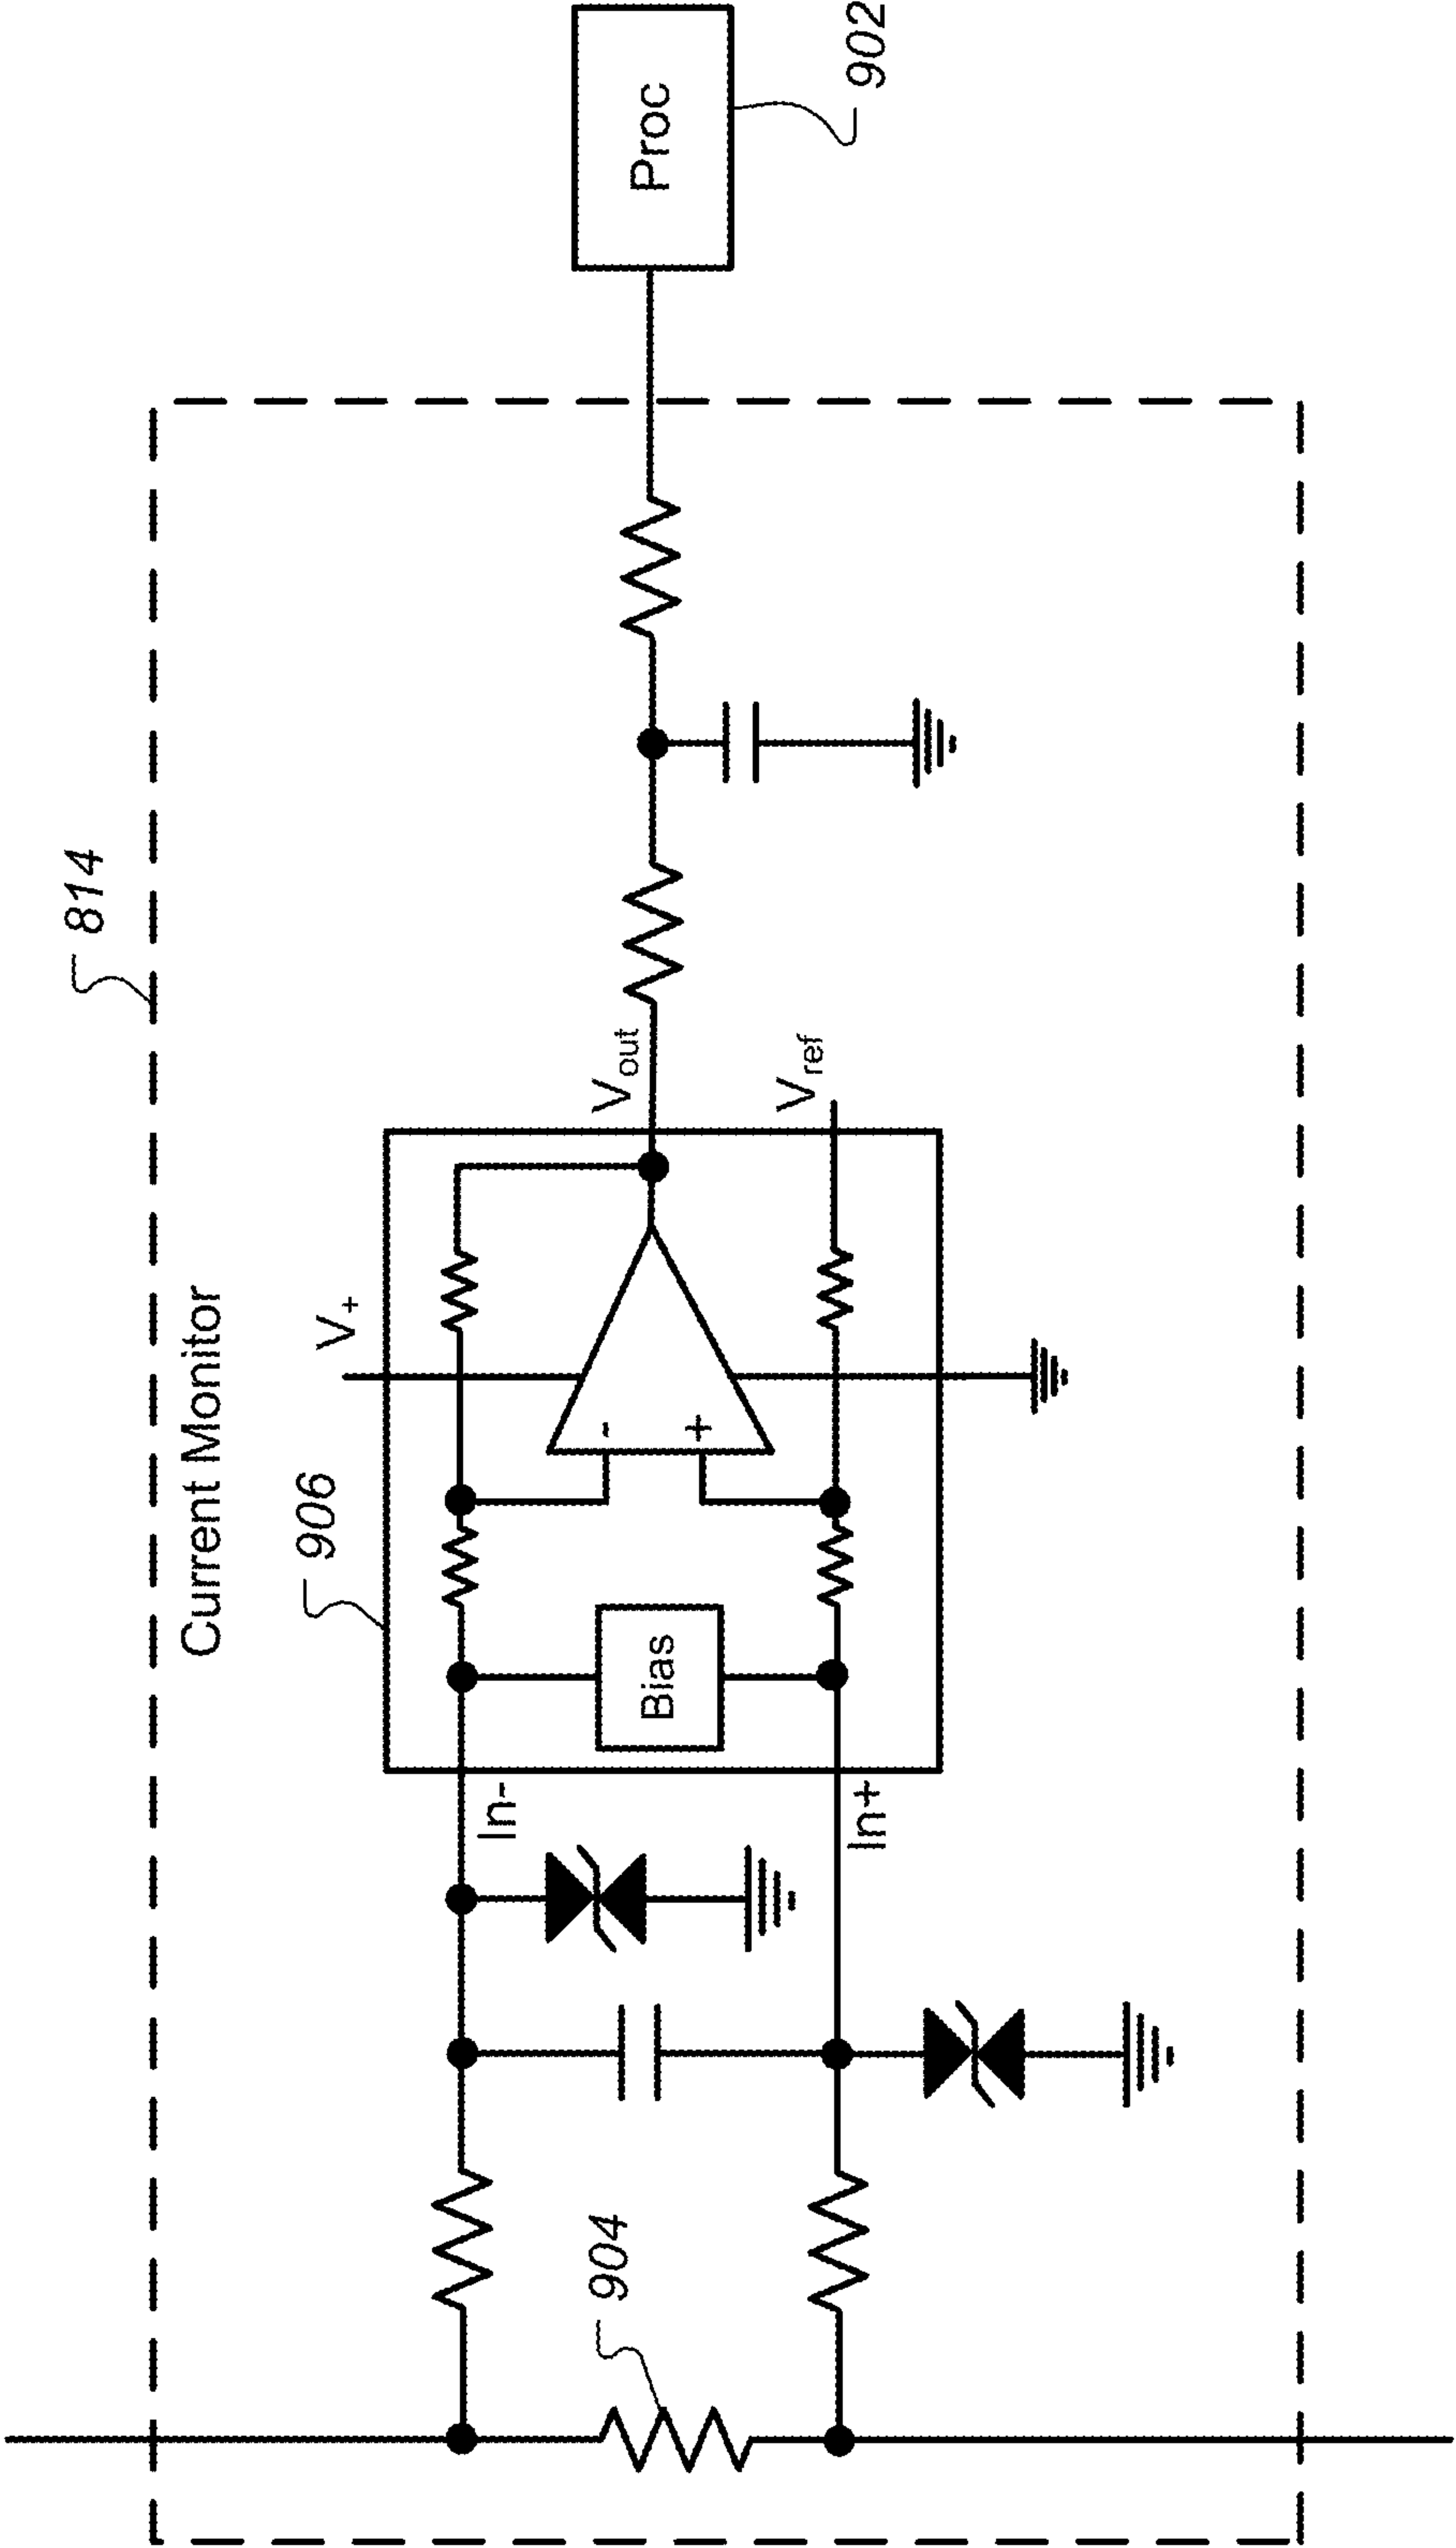 814
Current Monitor
906
V+
In-
Bias
-
+
Vout
Vref
In+
904
Proc
902